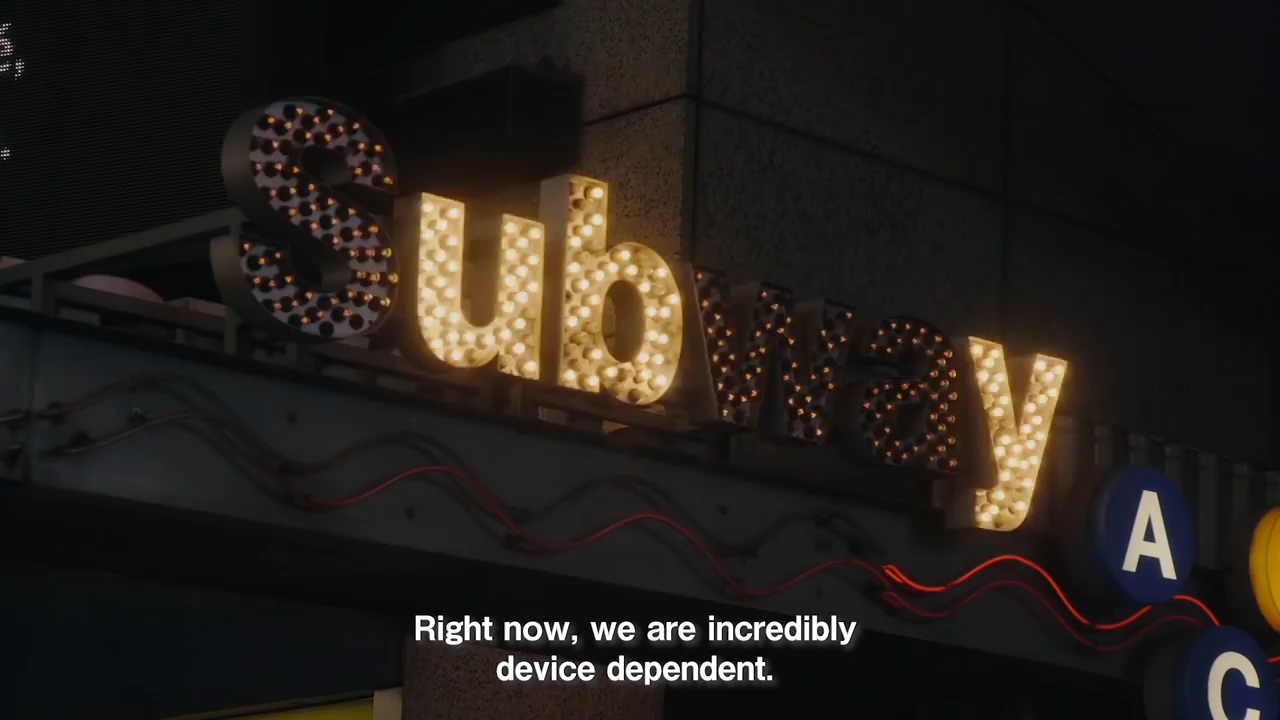 Subway
A
C
Right now, we are incredibly
device dependent.